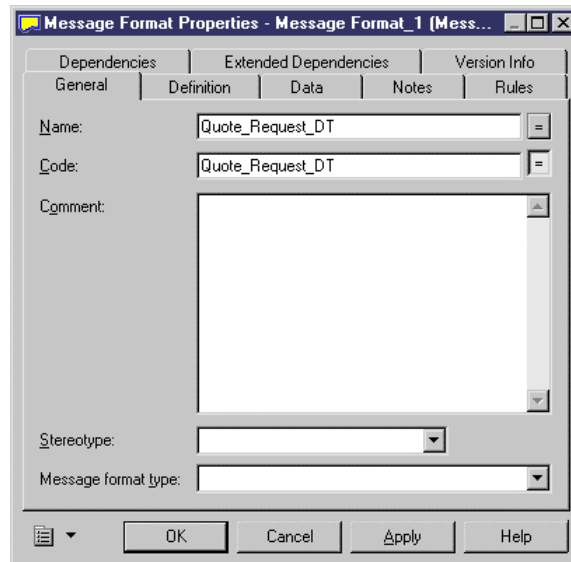 Message Format Properties - Message Format_1 (Mess...
Dependencies Extended Dependencies Version Info
General Definition Data Notes Rules
Name: Quote_Request_DT =
Code: Quote_Request_DT =
Comment:
Stereotype:
Message format type:
OK Cancel Apply Help